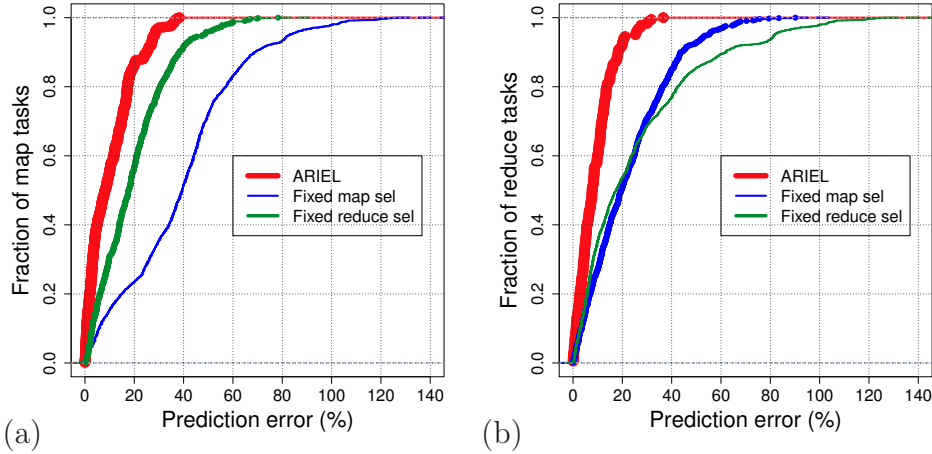 Fraction of map tasks
0.0 0.2 0.4 0.6 0.8 1.0
ARIEL
Fixed map sel
Fixed reduce sel
0 20 40 60 80 100 120 140
Prediction error (%)
(a)
Fraction of reduce tasks
0.0 0.2 0.4 0.6 0.8 1.0
ARIEL
Fixed map sel
Fixed reduce sel
0 20 40 60 80 100 120 140
Prediction error (%)
(b)